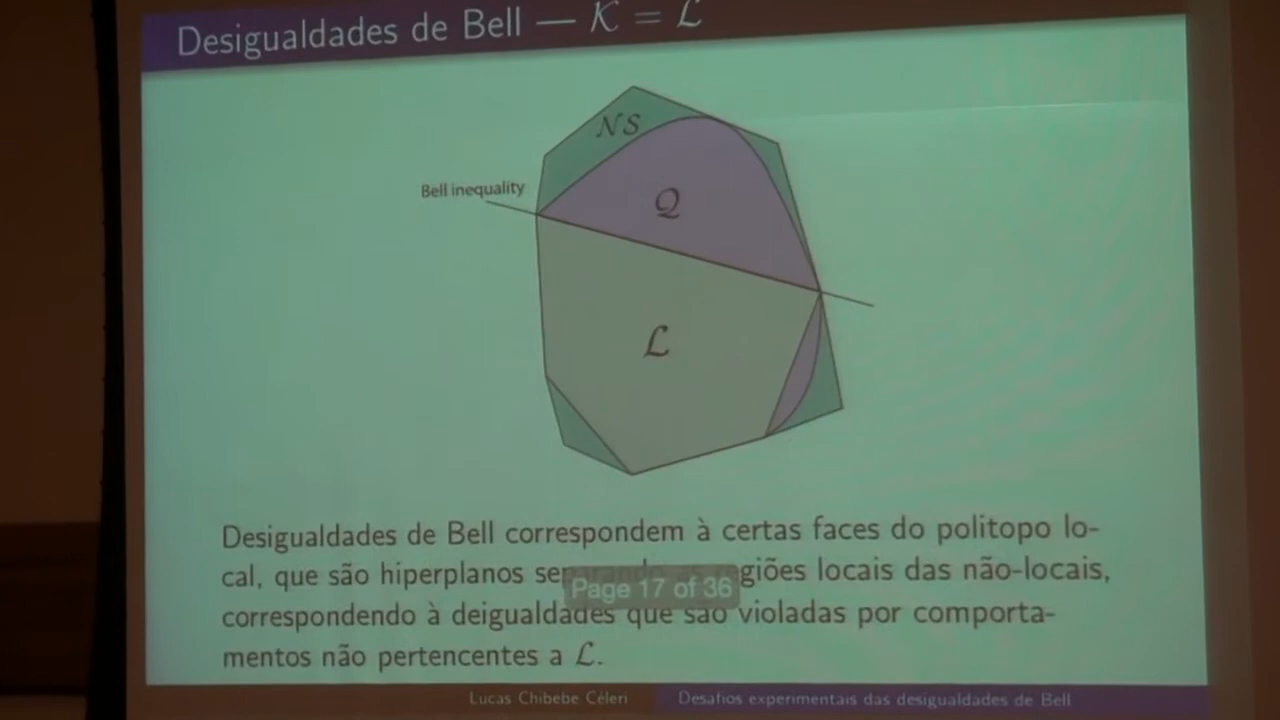 Desigualdades de Bell — K = L
NS
Bell inequality
Q
L
Desigualdades de Bell correspondem à certas faces do politopo lo-
cal, que são hiperplanos giões locais das não-locais,
Page 17 of 36
correspondendo à deigualdades que são violadas por comporta-
mentos não pertencentes a L.
Lucas Chibebe Céleri Desafios experimentais das desigualdades de Bell